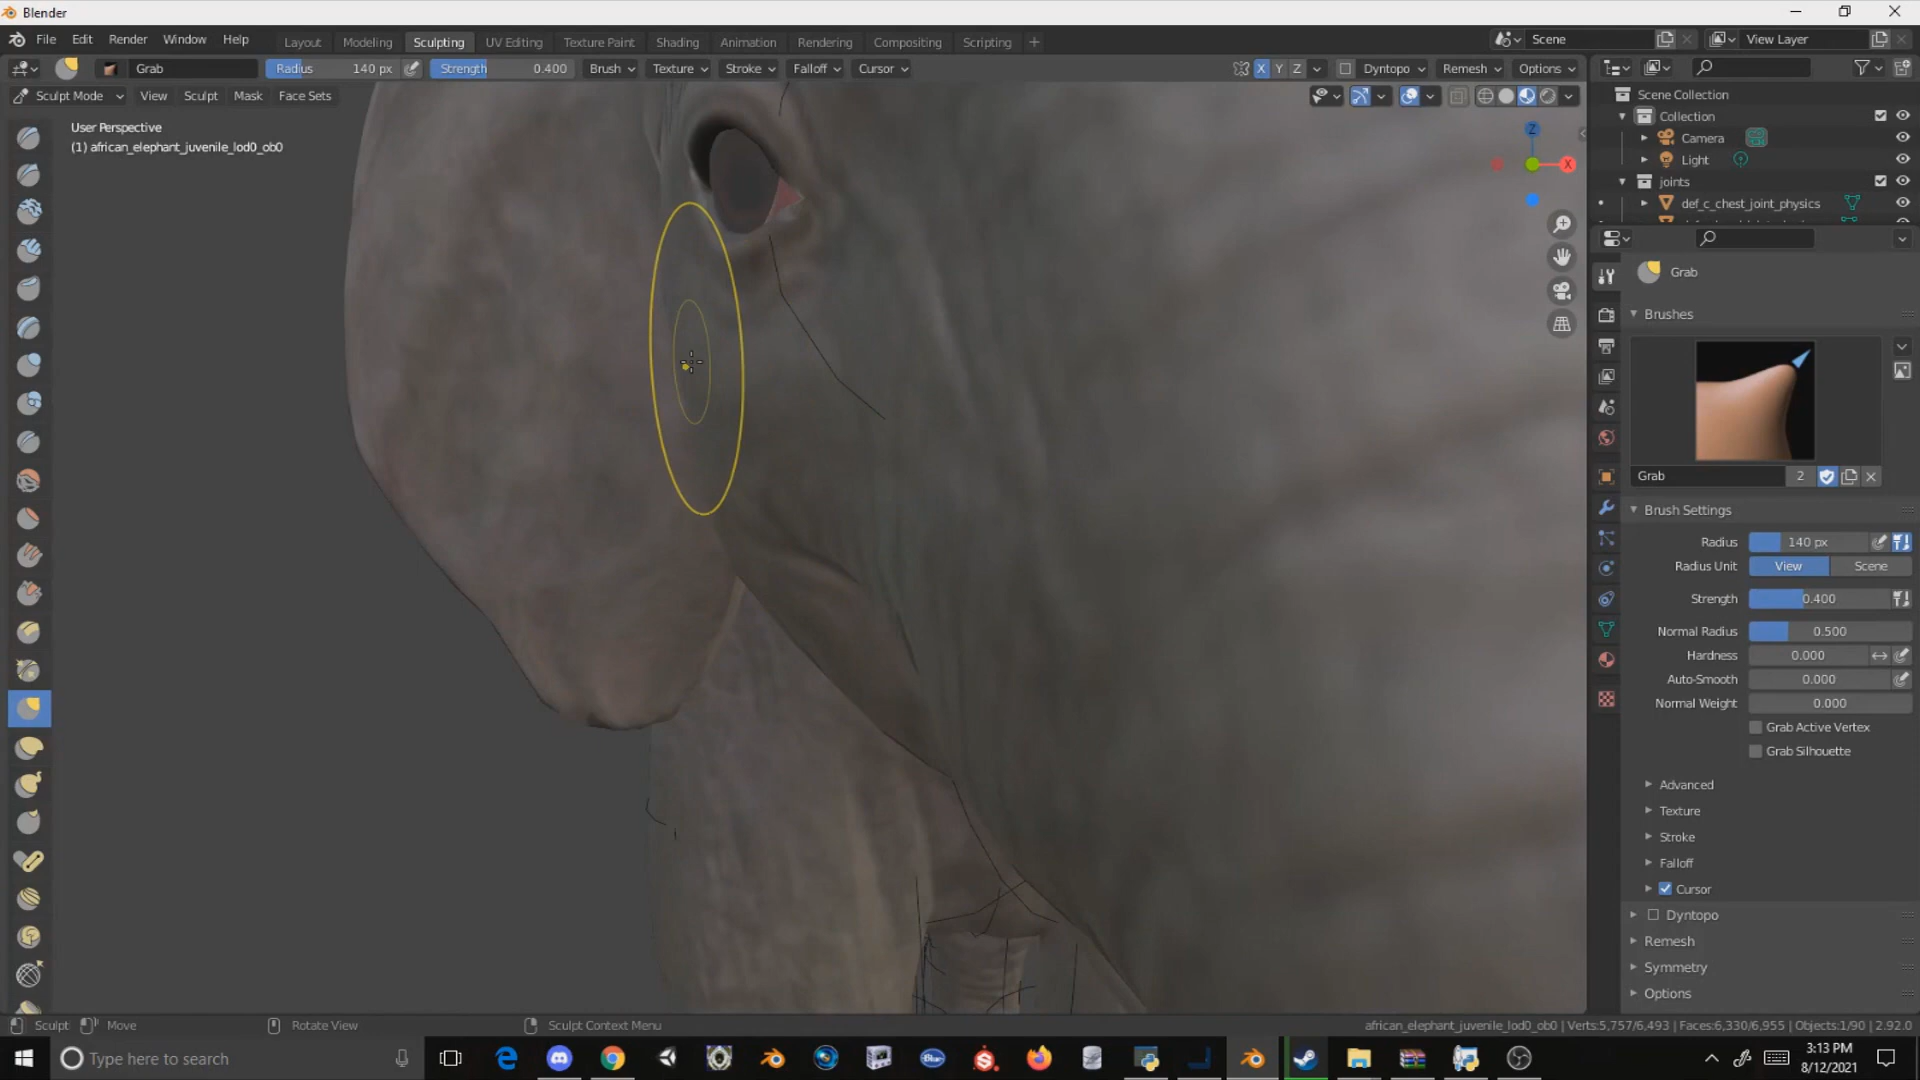 Blender
File Edit Render Window Help Layout Modeling Sculpting UV Editing Texture Paint Shading Animation Rendering Compositing Scripting + Scene View Layer
Grab Radius 140 px Strength 0.400 Brush Texture Stroke Falloff Cursor X Y Z Dyntopo Remesh Options
Sculpt Mode View Sculpt Mask Face Sets
User Perspective
(1) african_elephant_juvenile_lod0_ob0
Z
X
Scene Collection
Collection
Camera
Light
joints
def_c_chest_joint_physics
Grab
Brushes
Grab 2
Brush Settings
Radius 140 px
Radius Unit View Scene
Strength 0.400
Normal Radius 0.500
Hardness 0.000
Auto-Smooth 0.000
Normal Weight 0.000
Grab Active Vertex
Grab Silhouette
Advanced
Texture
Stroke
Falloff
Cursor
Dyntopo
Remesh
Symmetry
Options
Sculpt Move Rotate View Sculpt Context Menu african_elephant_juvenile_lod0_ob0 | Verts:5,757/6,493 | Faces:6,330/6,955 | Objects:1/90 | 2.92.0
Type here to search
Blue
3:13 PM
8/12/2021